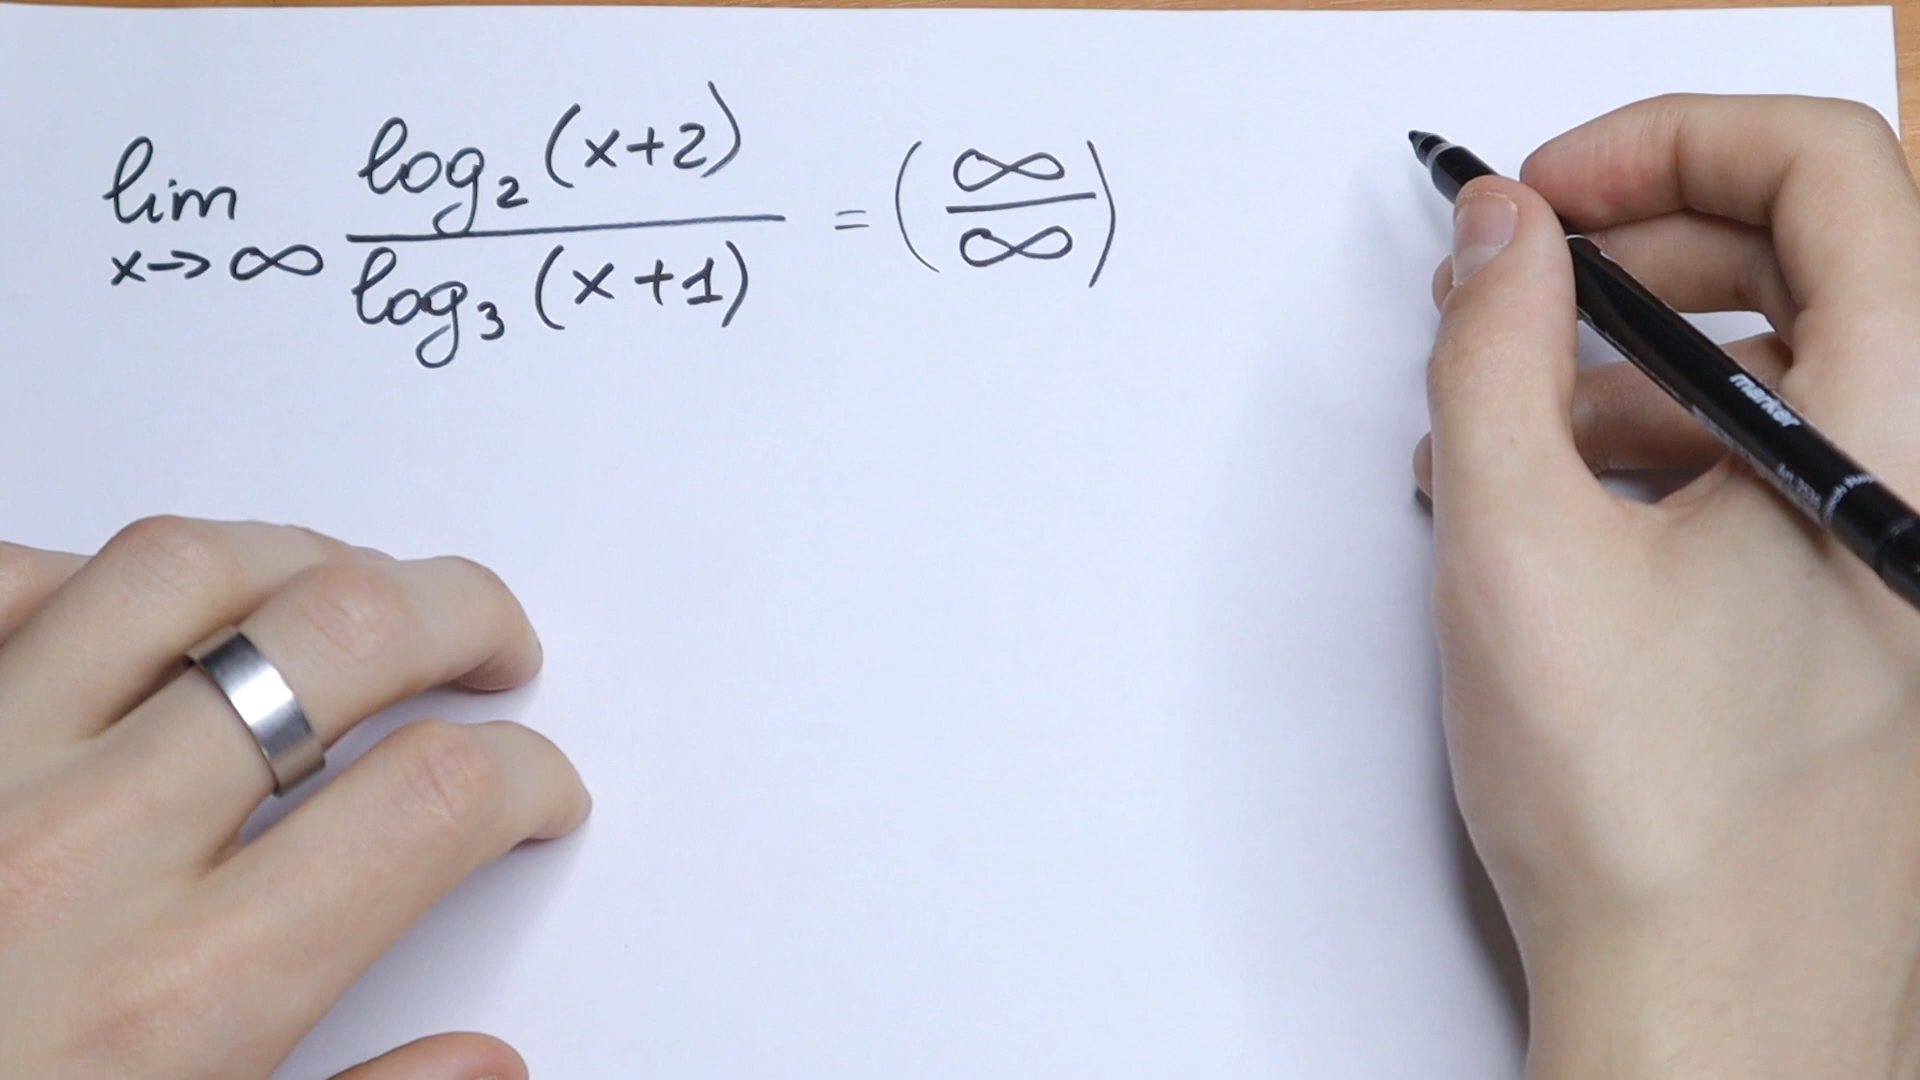 lim x→∞ log₂(x+2) / log₃(x+1) = (∞/∞)
marker